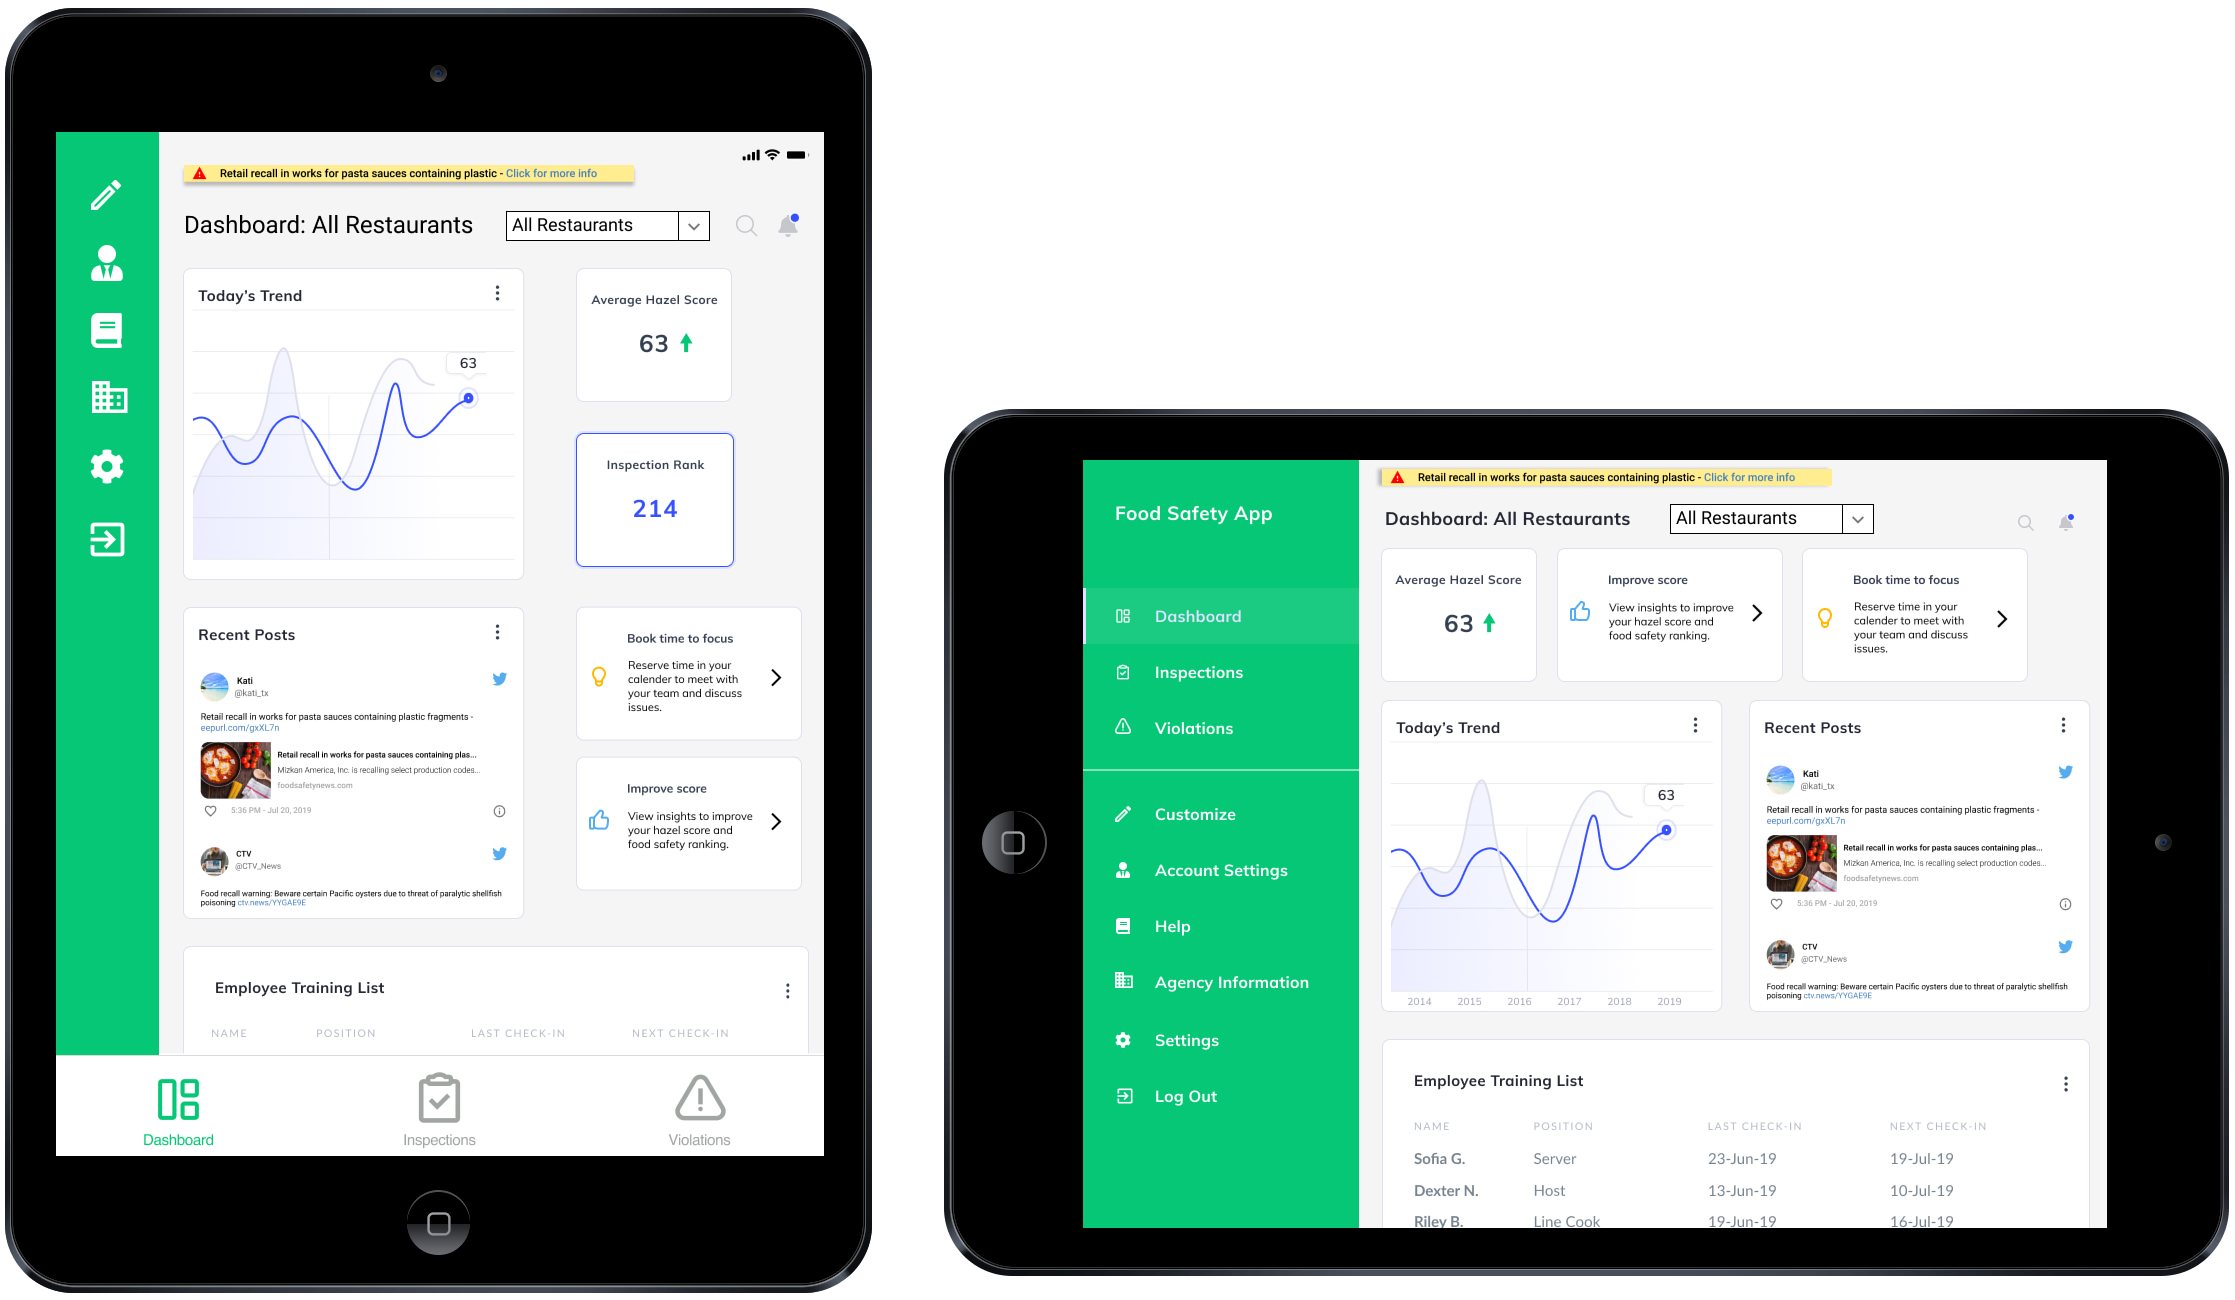 Retail recall in works for pasta sauces containing plastic - Click for more info
Dashboard: All Restaurants
All Restaurants
Today's Trend
63
Average Hazel Score
63
Inspection Rank
214
Recent Posts
Kati
@kati_tx
Retail recall in works for pasta sauces containing plastic fragments -
eepurl.com/gxXL7n
Retail recall in works for pasta sauces containing plas...
Mizkan America, Inc. is recalling select production codes...
foodsafetynews.com
5:36 PM - Jul 20, 2019
CTV
@CTV_News
Food recall warning: Beware certain Pacific oysters due to threat of paralytic shellfish
poisoning ctv.news/YYGAE9E
Book time to focus
Reserve time in your
calender to meet with
your team and discuss
issues.
Improve score
View insights to improve
your hazel score and
food safety ranking.
Employee Training List
NAME POSITION LAST CHECK-IN NEXT CHECK-IN
Dashboard
Inspections
Violations
Food Safety App
Dashboard
Inspections
Violations
Customize
Account Settings
Help
Agency Information
Settings
Log Out
Retail recall in works for pasta sauces containing plastic - Click for more info
Dashboard: All Restaurants
All Restaurants
Average Hazel Score
63
Improve score
View insights to improve
your hazel score and
food safety ranking.
Book time to focus
Reserve time in your
calender to meet with
your team and discuss
issues.
Today's Trend
63
2014 2015 2016 2017 2018 2019
Recent Posts
Kati
@kati_tx
Retail recall in works for pasta sauces containing plastic fragments -
eepurl.com/gxXL7n
Retail recall in works for pasta sauces containing plas...
Mizkan America, Inc. is recalling select production codes...
foodsafetynews.com
5:36 PM - Jul 20, 2019
CTV
@CTV_News
Food recall warning: Beware certain Pacific oysters due to threat of paralytic shellfish
poisoning ctv.news/YYGAE9E
Employee Training List
NAME POSITION LAST CHECK-IN NEXT CHECK-IN
Sofia G. Server 23-Jun-19 19-Jul-19
Dexter N. Host 13-Jun-19 10-Jul-19
Riley B. Line Cook 19-Jun-19 16-Jul-19